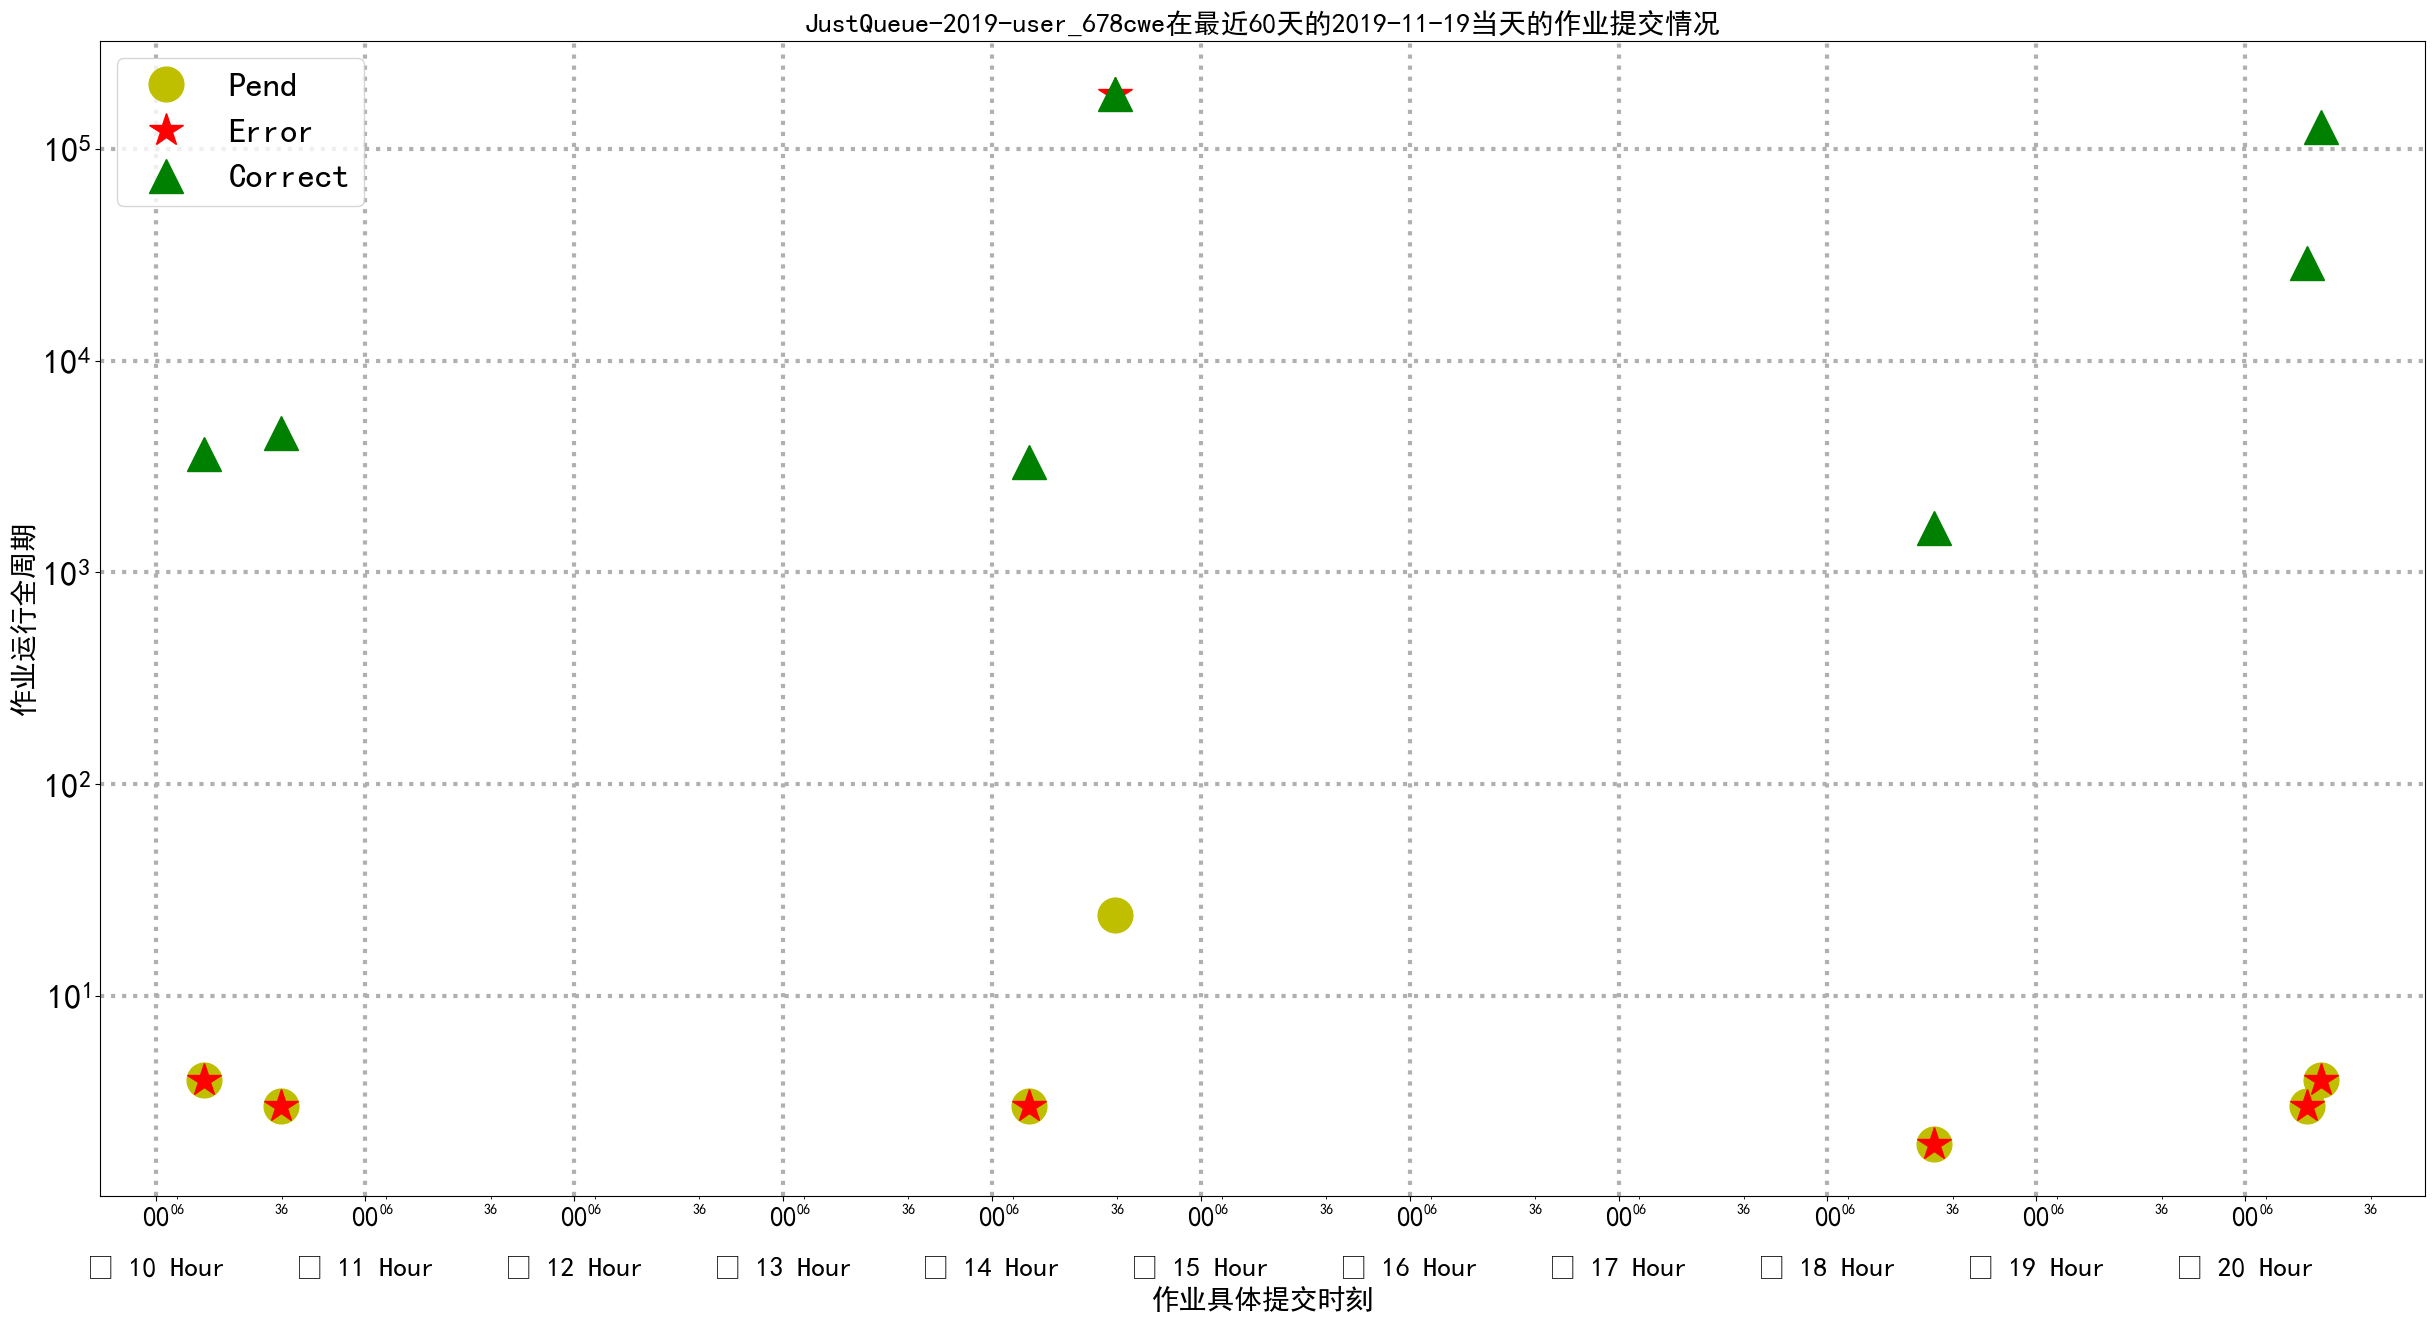 JustQueue-2019-user_678cwe在最近60天的2019-11-19当天的作业提交情况
Pend
Error
Correct
10^5
10^4
10^3
10^2
10^1
作业运行全周期
00 06 36 00 06 36 00 06 36 00 06 36 00 06 36 00 06 36 00 06 36 00 06 36 00 06 36 00 06 36 00 06 36
□ 10 Hour □ 11 Hour □ 12 Hour □ 13 Hour □ 14 Hour □ 15 Hour □ 16 Hour □ 17 Hour □ 18 Hour □ 19 Hour □ 20 Hour
作业具体提交时刻